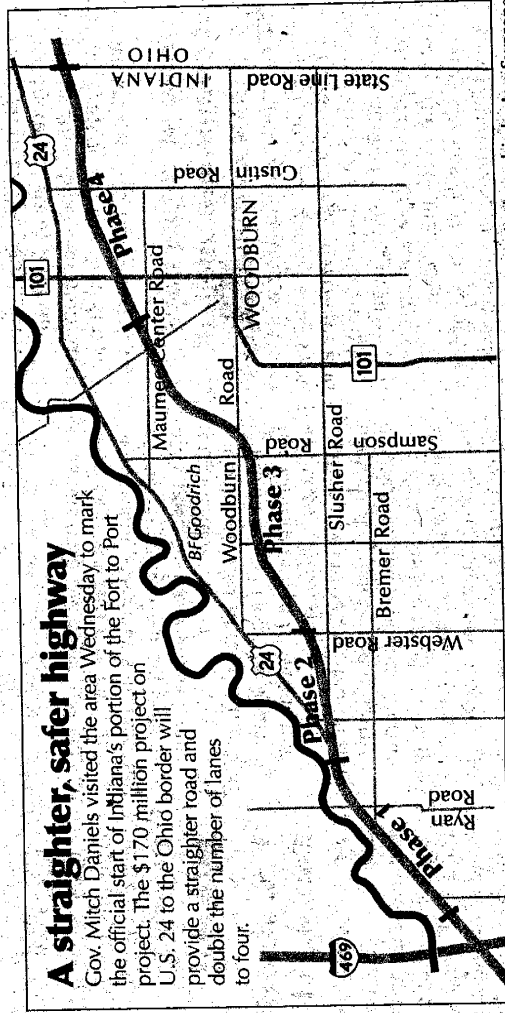 A straighter, safer highway
Gov. Mitch Daniels visited the area Wednesday to mark
the official start of Indiana's portion of the Fort to Port
project. The $170 million project on
U.S. 24 to the Ohio border will
provide a straighter road and
double the number of lanes
to four.
469
Phase 1
Ryan
Road
Phase 2
24
Webster Road
Bremer Road
Slusher Road
Phase 3
Woodburn Road
BFGoodrich
Sampson Road
Maumee Center Road
101
WOODBURN
Phase 4
101
Gustin Road
24
State Line Road
INDIANA
OHIO